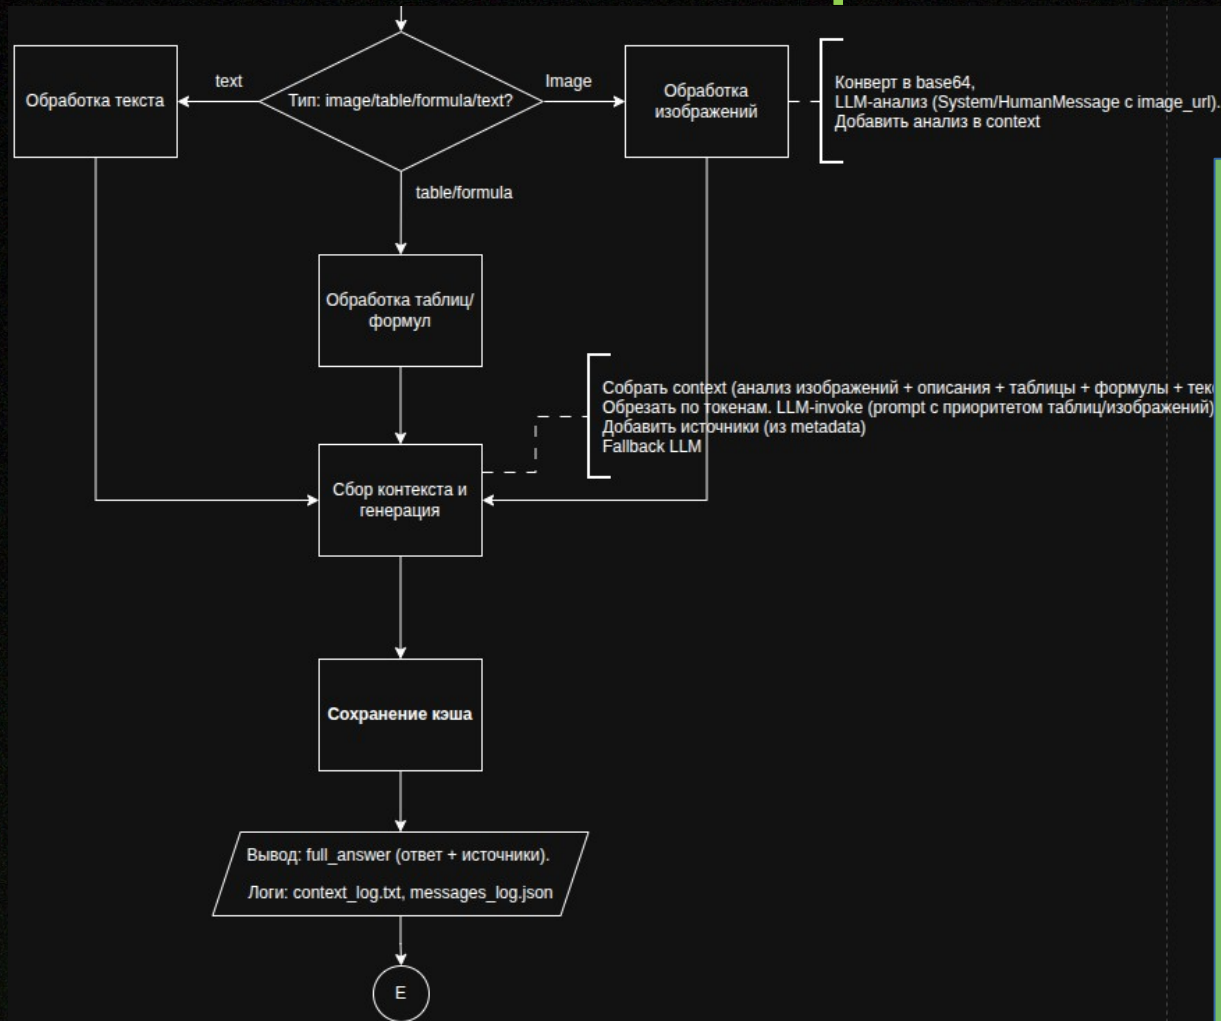 text
Тип: image/table/formula/text?
Image
Обработка текста
Обработка
изображений
Конверт в base64,
LLM-анализ (System/HumanMessage с image_url).
Добавить анализ в context
table/formula
Обработка таблиц/
формул
Собрать context (анализ изображений + описания + таблицы + формулы +
Обрезать по токенам. LLM-invoke (prompt с приоритетом таблиц/изображений)
Добавить источники (из metadata)
Fallback LLM
Сбор контекста и
генерация
Сохранение кэша
Вывод: full_answer (ответ + источники).
Логи: context_log.txt, messages_log.json
E